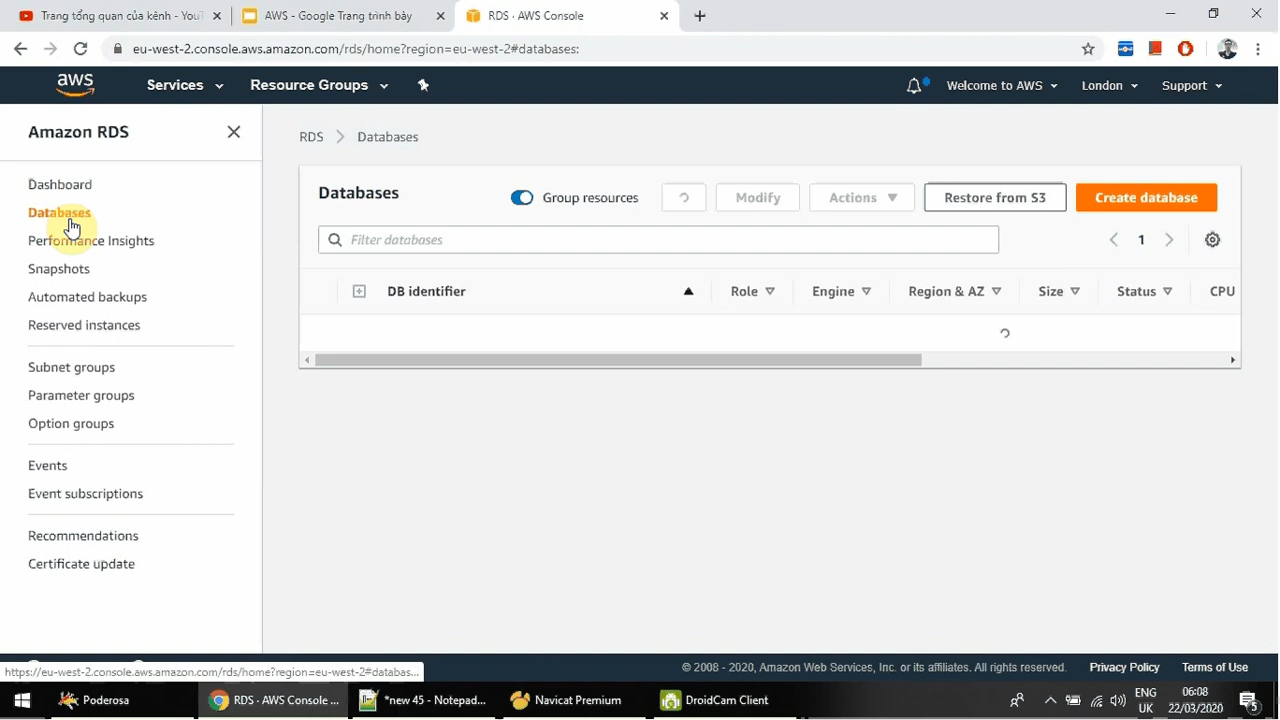 Trang tổng quan của kênh - YouT
AWS - Google Trang trình bày
RDS · AWS Console
eu-west-2.console.aws.amazon.com/rds/home?region=eu-west-2#databases:
aws
Services
Resource Groups
Welcome to AWS
London
Support
Amazon RDS
Dashboard
Databases
Performance Insights
Snapshots
Automated backups
Reserved instances
Subnet groups
Parameter groups
Option groups
Events
Event subscriptions
Recommendations
Certificate update
RDS
Databases
Databases
Group resources
Modify
Actions
Restore from S3
Create database
Filter databases
1
DB identifier
Role
Engine
Region & AZ
Size
Status
CPU
https://eu-west-2.console.aws.amazon.com/rds/home?region=eu-west-2#databas...
© 2008 - 2020, Amazon Web Services, Inc. or its affiliates. All rights reserved.
Privacy Policy
Terms of Use
Poderosa
RDS · AWS Console ...
*new 45 - Notepad...
Navicat Premium
DroidCam Client
ENG
UK
06:08
22/03/2020
5